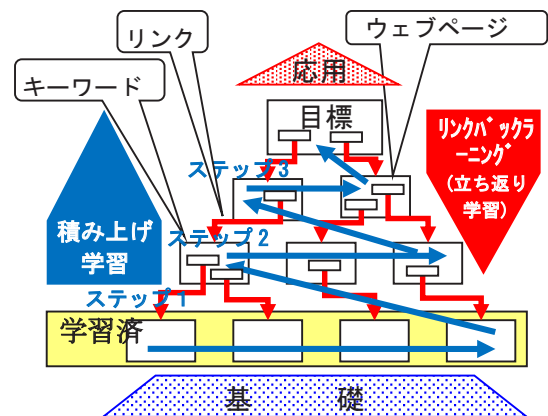 リンク
ウェブページ
キーワード
応用
目標
リンクバックラ
ーニング
(立ち返り
学習)
ステップ3
積み上げ
学習
ステップ2
ステップ1
学習済
基 礎